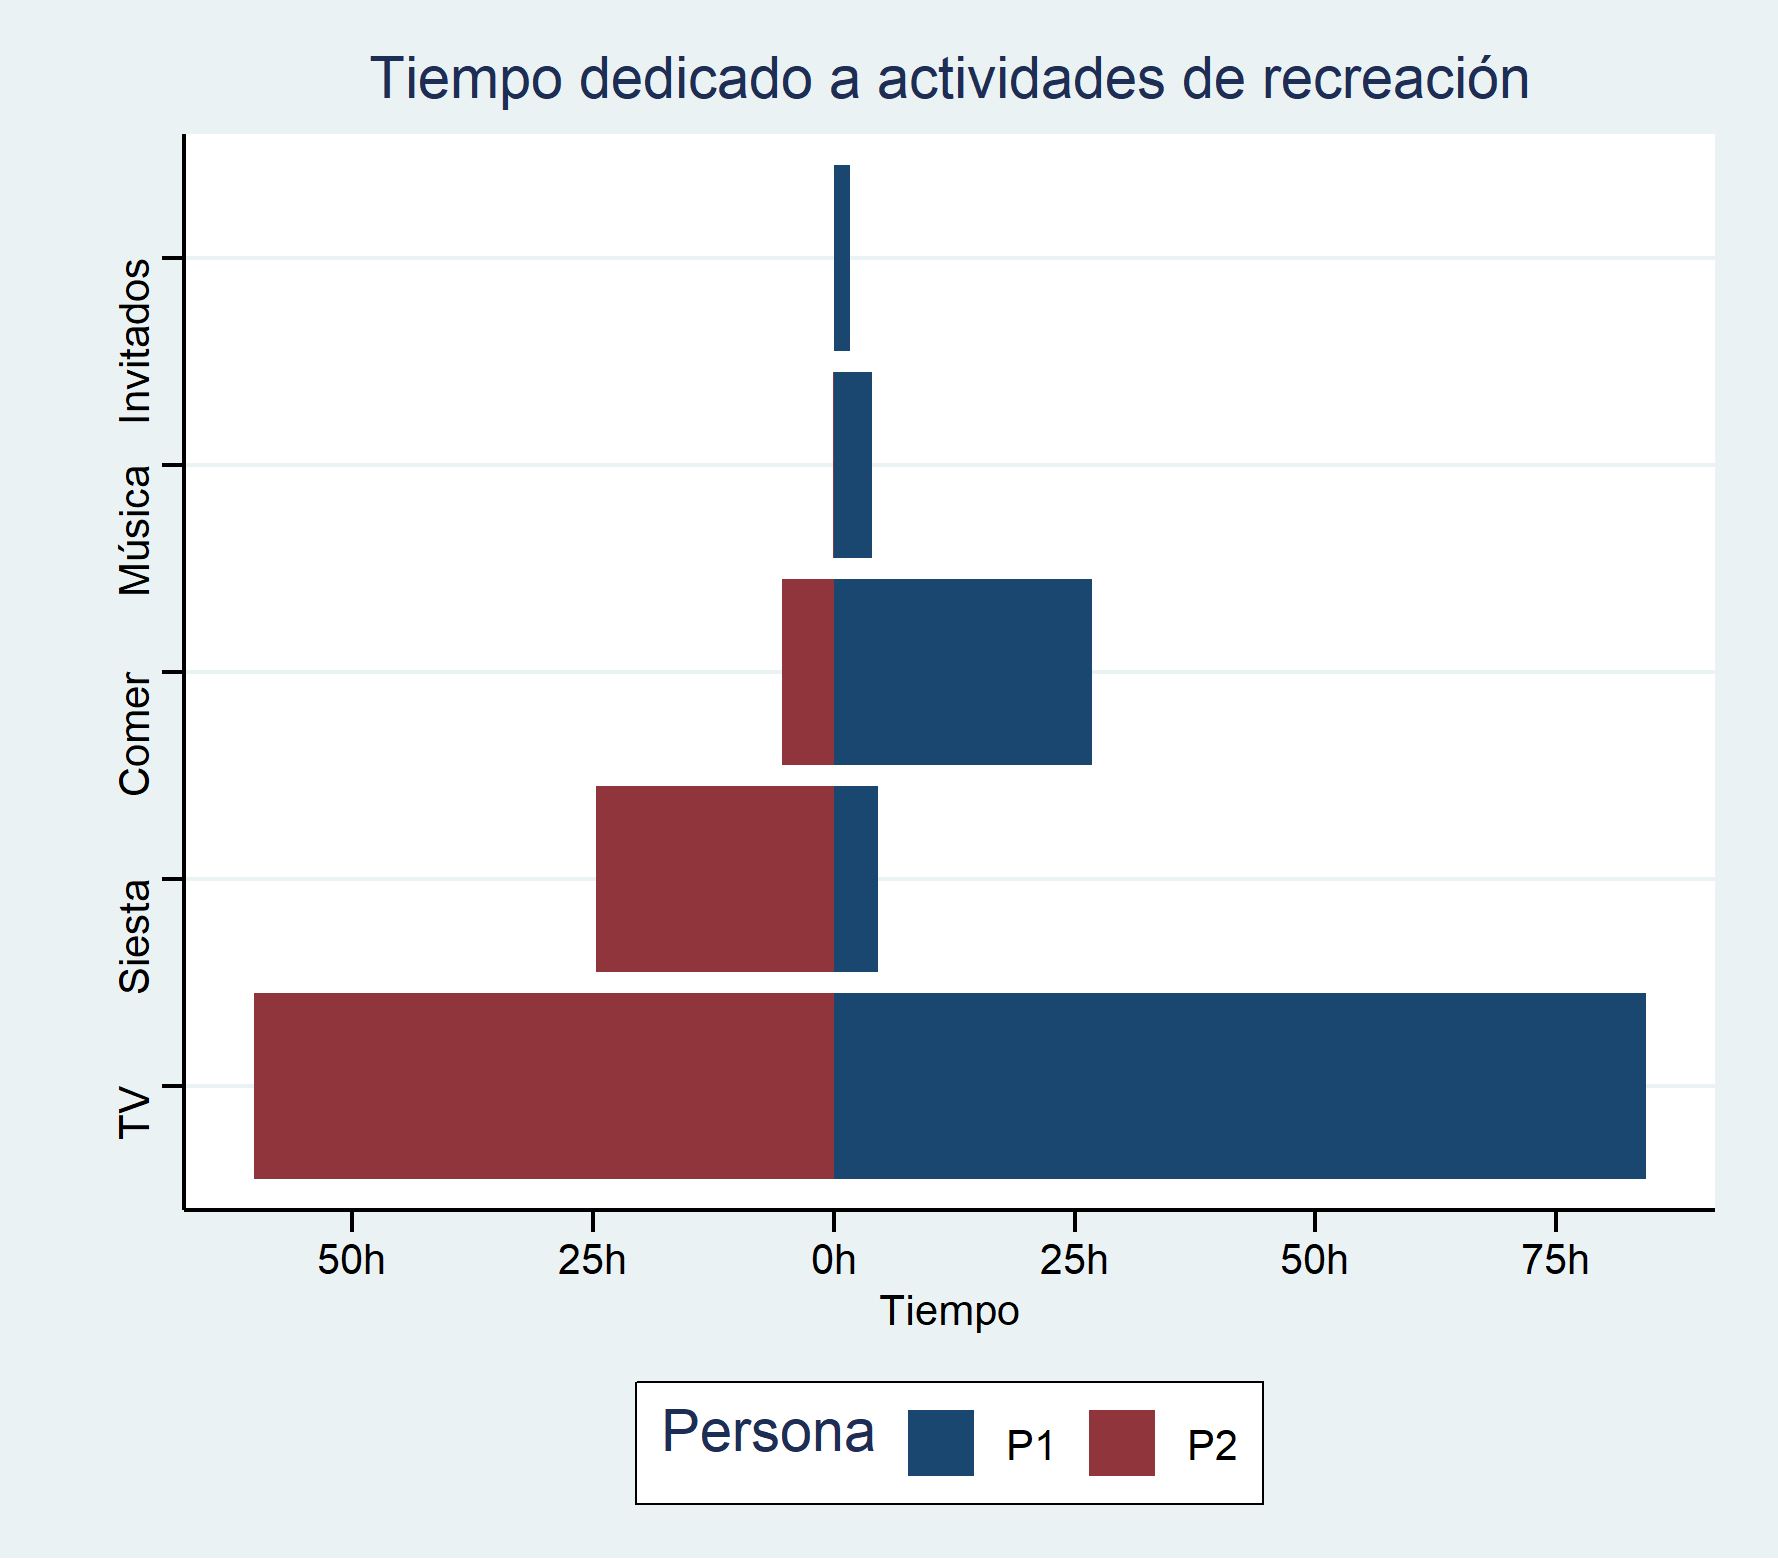 Tiempo dedicado a actividades de recreación
Invitados
Música
Comer
Siesta
TV
50h 25h 0h 25h 50h 75h
Tiempo
Persona P1 P2